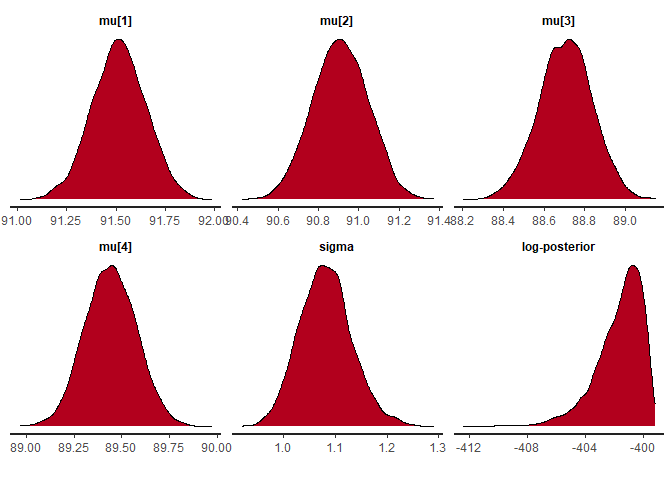 mu[1] mu[2] mu[3]
91.00 91.25 91.50 91.75 92.00 90.4 90.6 90.8 91.0 91.2 91.4 88.2 88.4 88.6 88.8 89.0
mu[4] sigma log-posterior
89.00 89.25 89.50 89.75 90.00 1.0 1.1 1.2 1.3 -412 -408 -404 -400